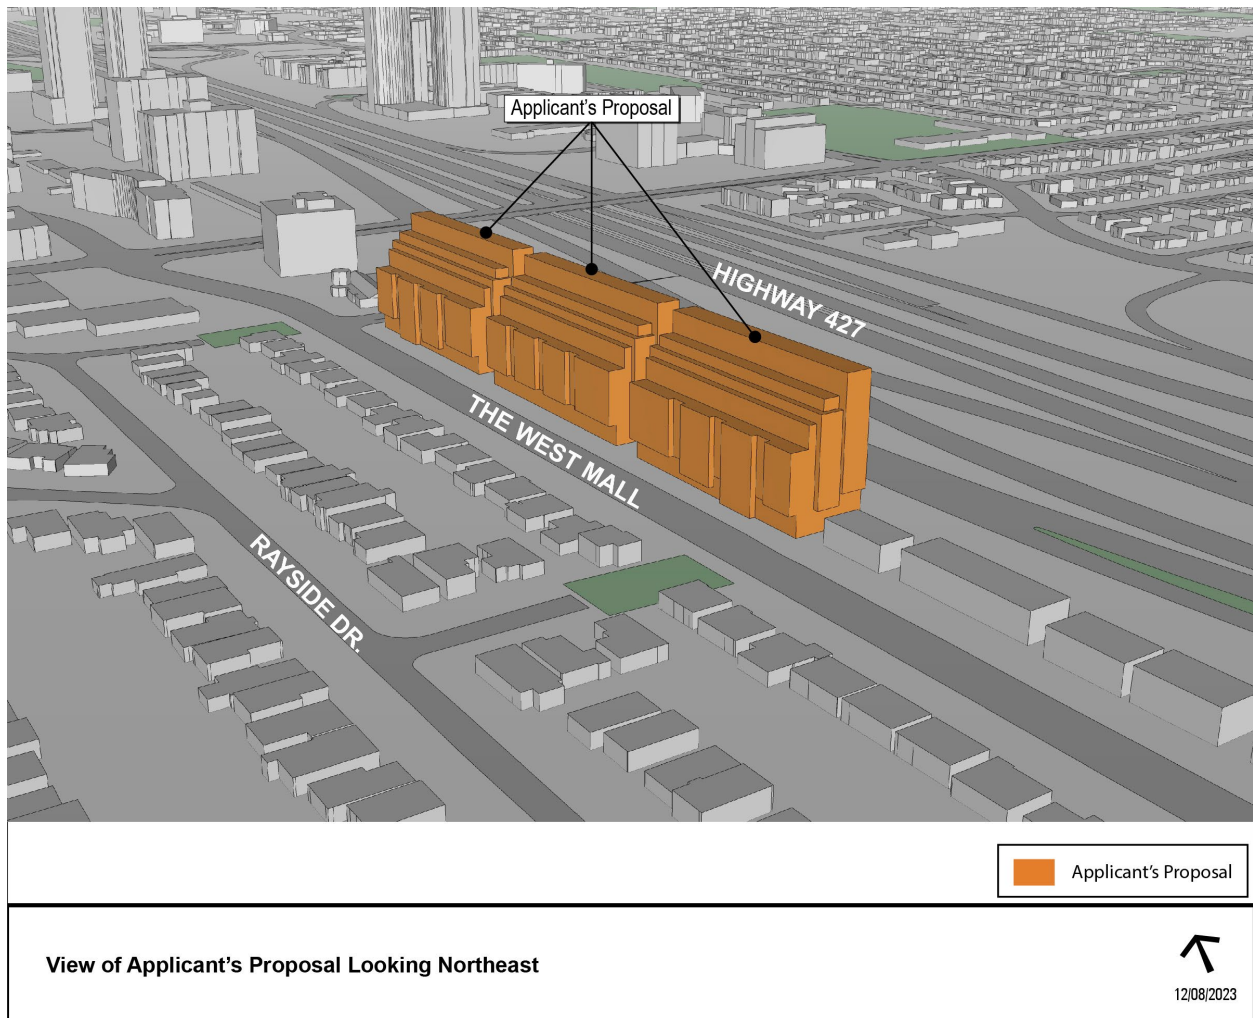 Applicant's Proposal
HIGHWAY 427
THE WEST MALL
RAYSIDE DR.
Applicant's Proposal
View of Applicant's Proposal Looking Northeast
12/08/2023